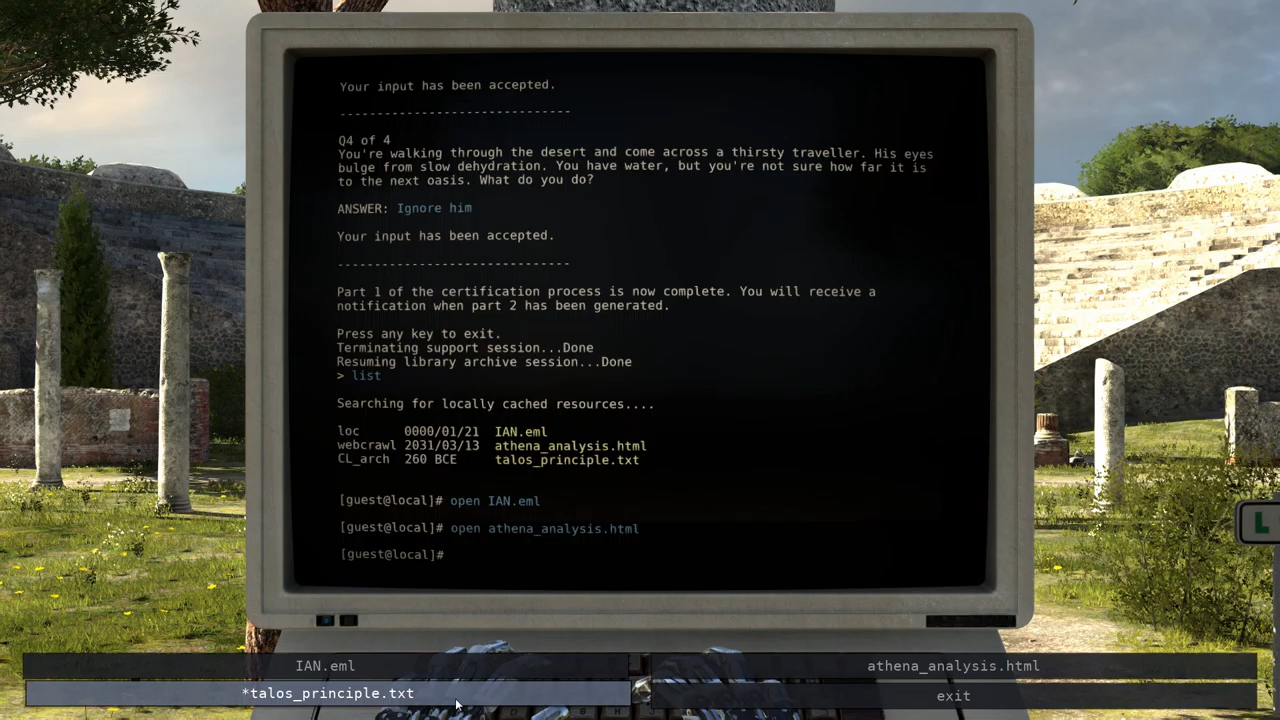 Your input has been accepted.
------------------------------
Q4 of 4
You're walking through the desert and come across a thirsty traveller. His eyes
bulge from slow dehydration. You have water, but you're not sure how far it is
to the next oasis. What do you do?
ANSWER: Ignore him
Your input has been accepted.
------------------------------
Part 1 of the certification process is now complete. You will receive a
notification when part 2 has been generated.
Press any key to exit.
Terminating support session...Done
Resuming library archive session...Done
> list
Searching for locally cached resources....
loc 0000/01/21 IAN.eml
webcrawl 2031/03/13 athena_analysis.html
CL_arch 260 BCE talos_principle.txt
[guest@local]# open IAN.eml
[guest@local]# open athena_analysis.html
[guest@local]#
L
IAN.eml athena_analysis.html
*talos_principle.txt exit